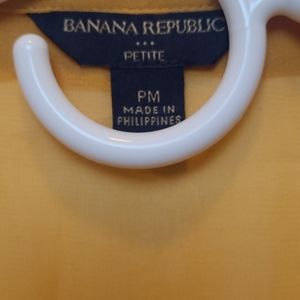 BANANA REPUBLIC
PETITE
PM
MADE IN
PHILIPPINES